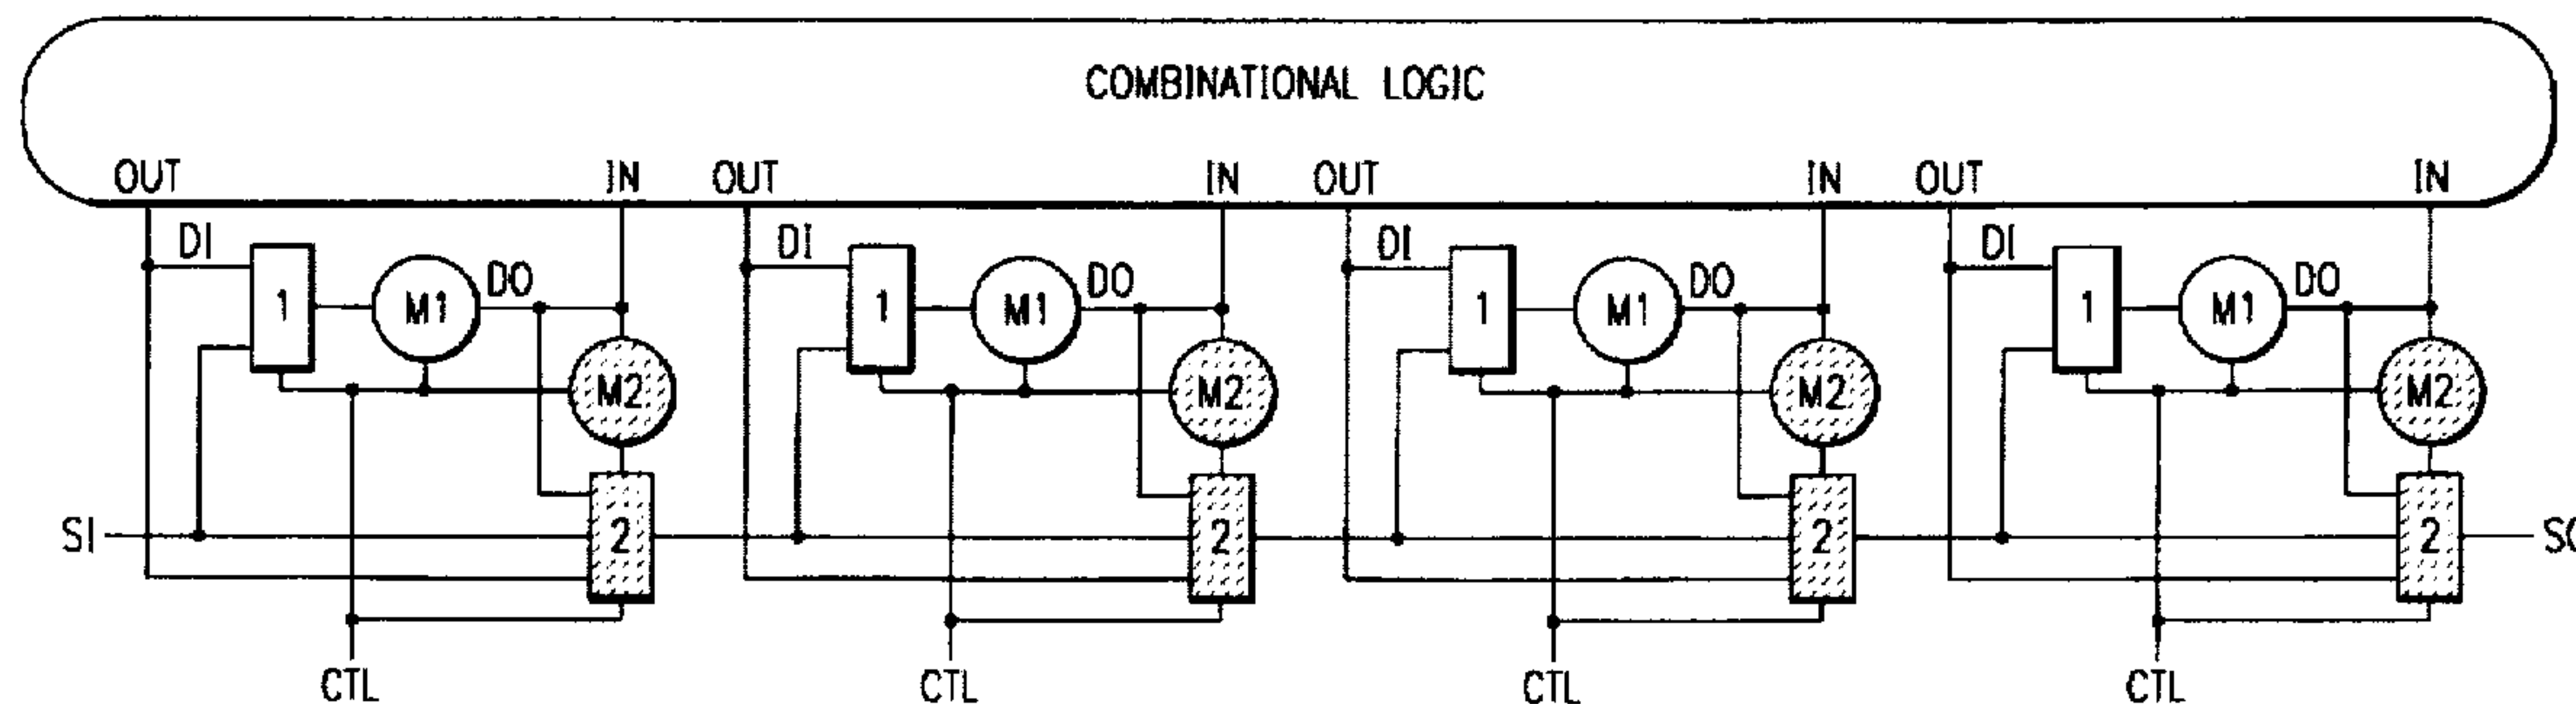 COMBINATIONAL LOGIC
OUT IN OUT IN OUT IN OUT IN
DI DI DI DI
1 M1 DO 1 M1 DO 1 M1 DO 1 M1 DO
M2 M2 M2 M2
SI 2 2 2 2 SO
CTL CTL CTL CTL